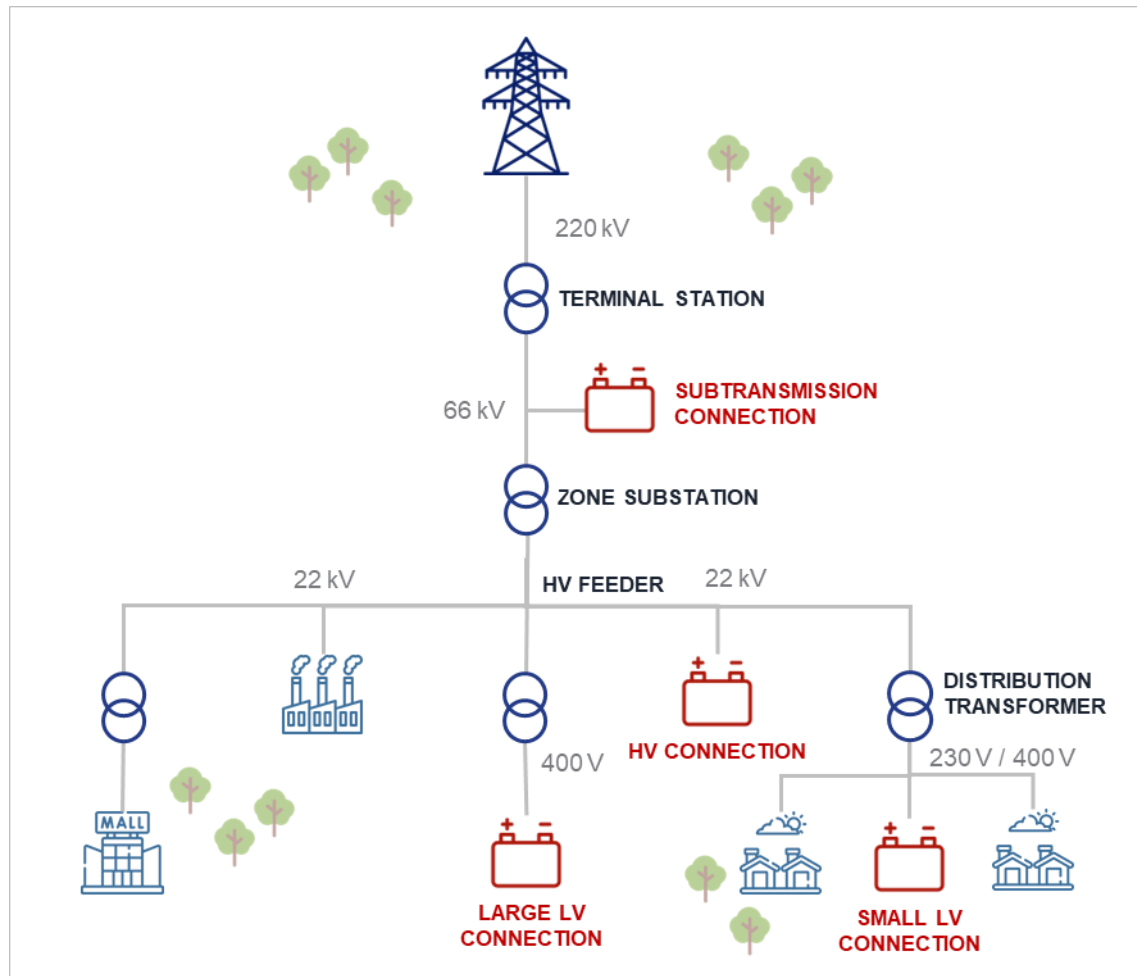 220 kV
TERMINAL STATION
+ −
SUBTRANSMISSION
CONNECTION
66 kV
ZONE SUBSTATION
22 kV
HV FEEDER
22 kV
+ −
HV CONNECTION
DISTRIBUTION
TRANSFORMER
400 V
230 V / 400 V
MALL
+ −
LARGE LV
CONNECTION
+ −
SMALL LV
CONNECTION